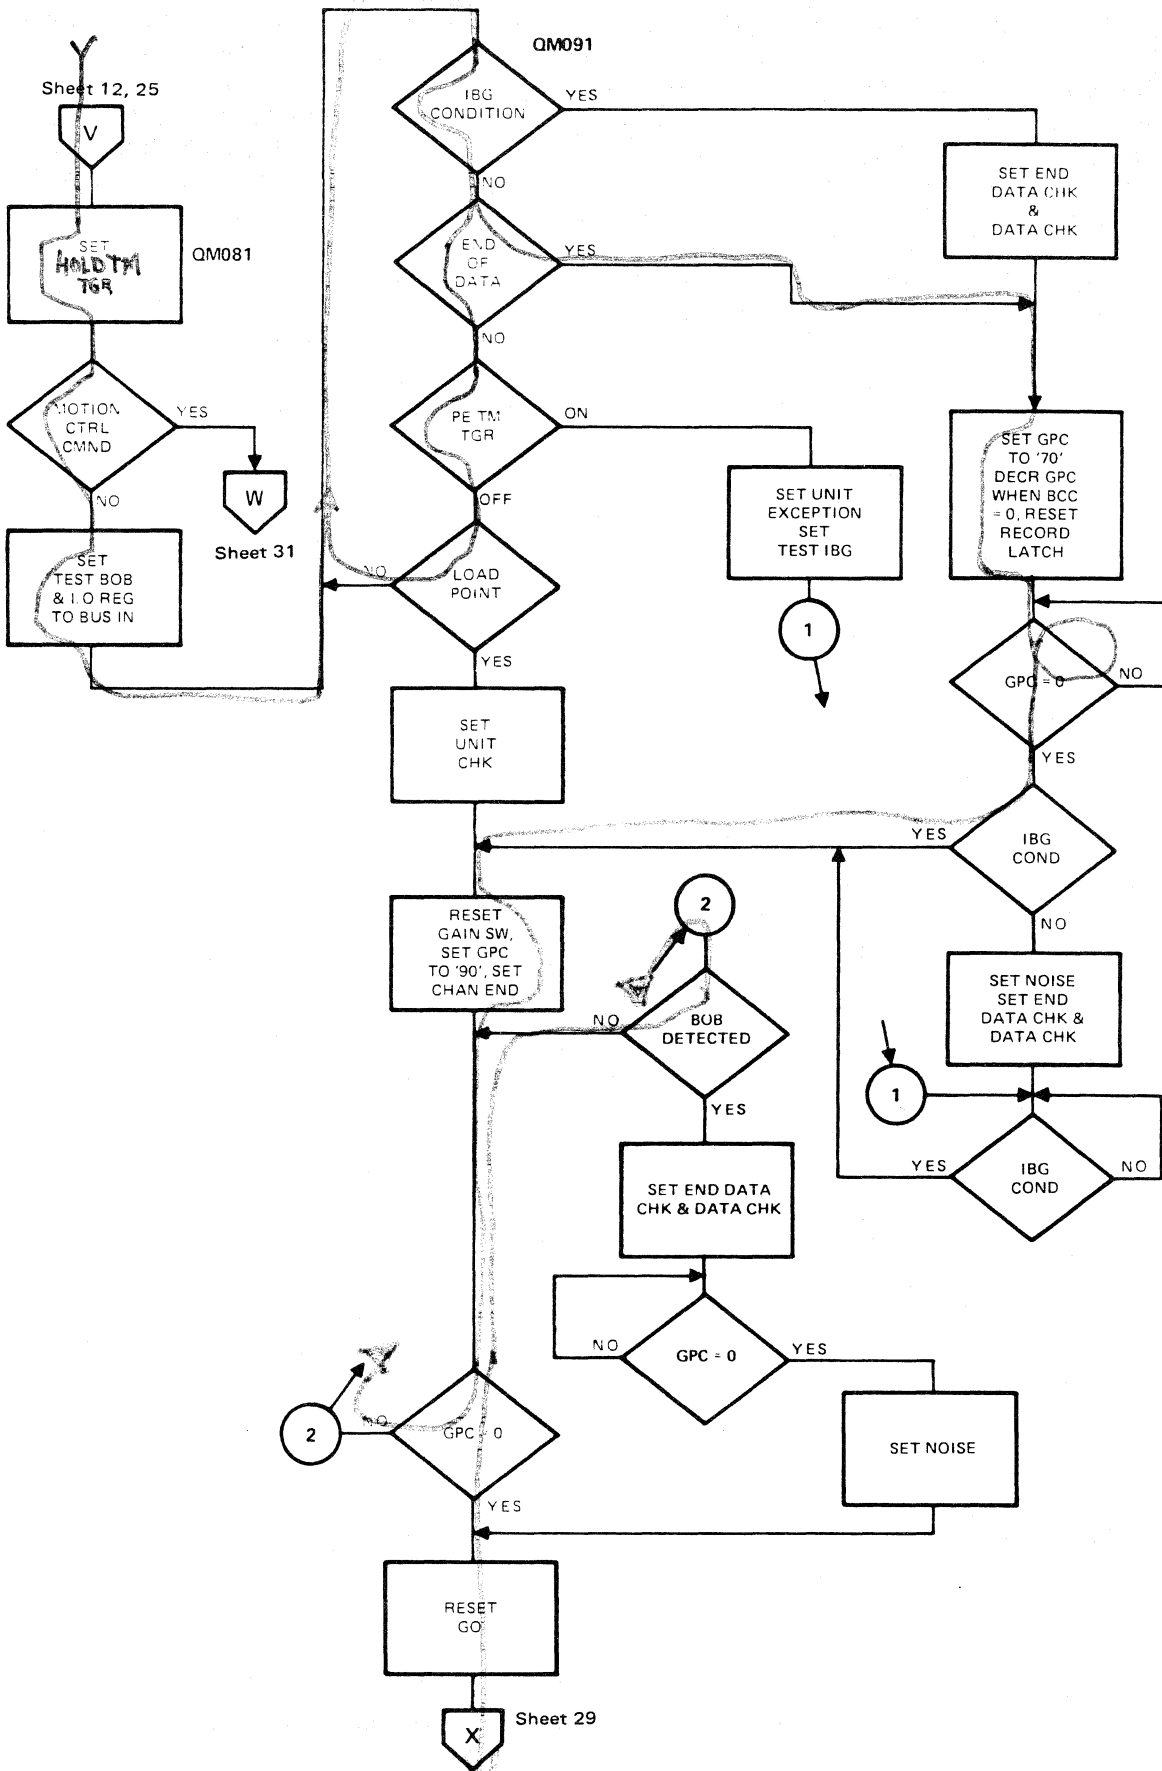 QM091
Sheet 12, 25
V
SET
HOLD TM
TGR
QM081
MOTION
CTRL
CMND
YES
NO
W
Sheet 31
SET
TEST BOB
& I.O REG
TO BUS IN
IBG
CONDITION
YES
NO
SET END
DATA CHK
&
DATA CHK
END
OF
DATA
YES
NO
PE TM
TGR
ON
OFF
SET UNIT
EXCEPTION
SET
TEST IBG
1
LOAD
POINT
NO
YES
SET
UNIT
CHK
SET GPC
TO '70'
DECR GPC
WHEN BCC
= 0, RESET
RECORD
LATCH
GPC = 0
NO
YES
IBG
COND
YES
NO
RESET
GAIN SW,
SET GPC
TO '90', SET
CHAN END
2
BOB
DETECTED
NO
YES
SET NOISE
SET END
DATA CHK &
DATA CHK
1
IBG
COND
YES
NO
SET END DATA
CHK & DATA CHK
GPC = 0
NO
YES
SET NOISE
2
NO
GPC = 0
YES
RESET
GO
X
Sheet 29